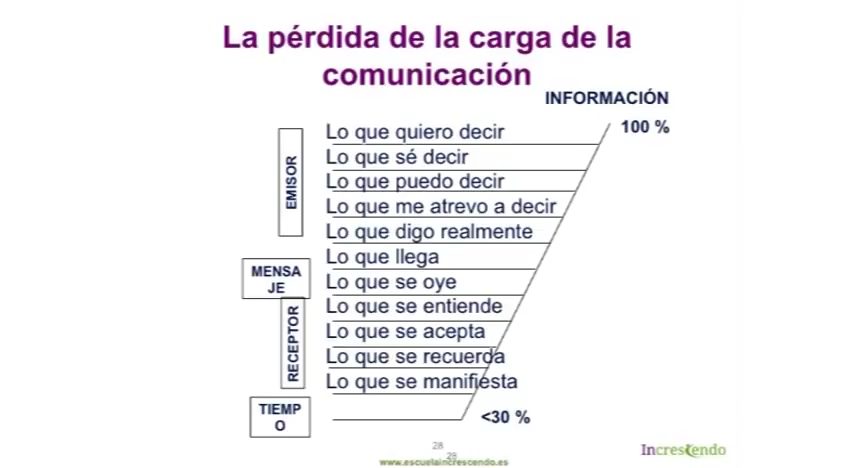 La pérdida de la carga de la
comunicación
INFORMACIÓN
100 %
EMISOR
Lo que quiero decir
Lo que sé decir
Lo que puedo decir
Lo que me atrevo a decir
Lo que digo realmente
MENSA
JE
Lo que llega
Lo que se oye
RECEPTOR
Lo que se entiende
Lo que se acepta
Lo que se recuerda
Lo que se manifiesta
TIEMP
O
<30 %
28
28
www.escuelaincrescendo.es
Increscendo